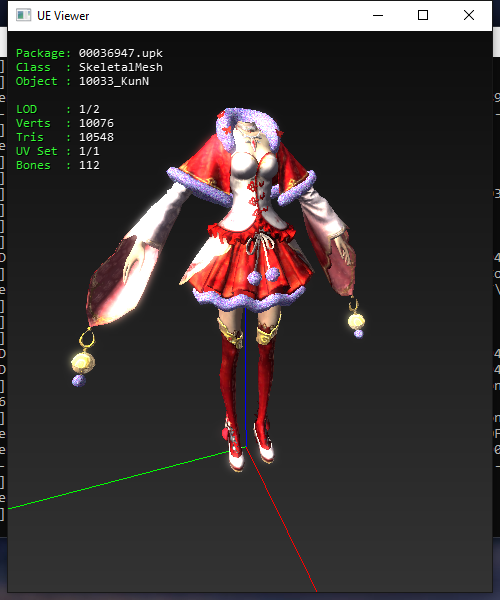 UE Viewer
Package: 00036947.upk
Class  : SkeletalMesh
Object : 10033_KunN
LOD    : 1/2
Verts  : 10076
Tris   : 10548
UV Set : 1/1
Bones  : 112